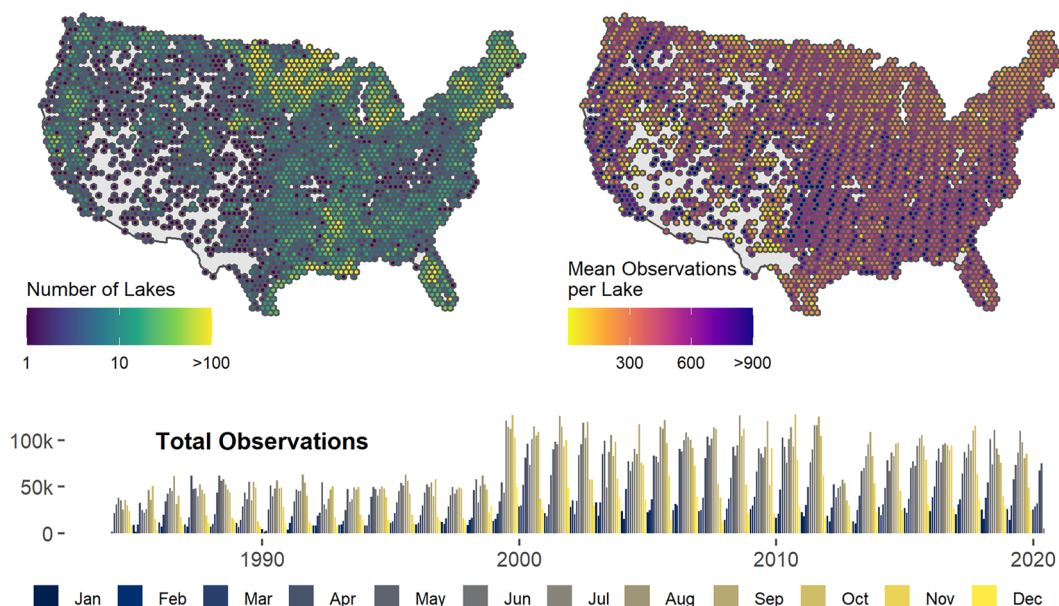 Number of Lakes
1 10 >100
Mean Observations
per Lake
300 600 >900
Total Observations
100k
50k
0
1990 2000 2010 2020
Jan Feb Mar Apr May Jun Jul Aug Sep Oct Nov Dec